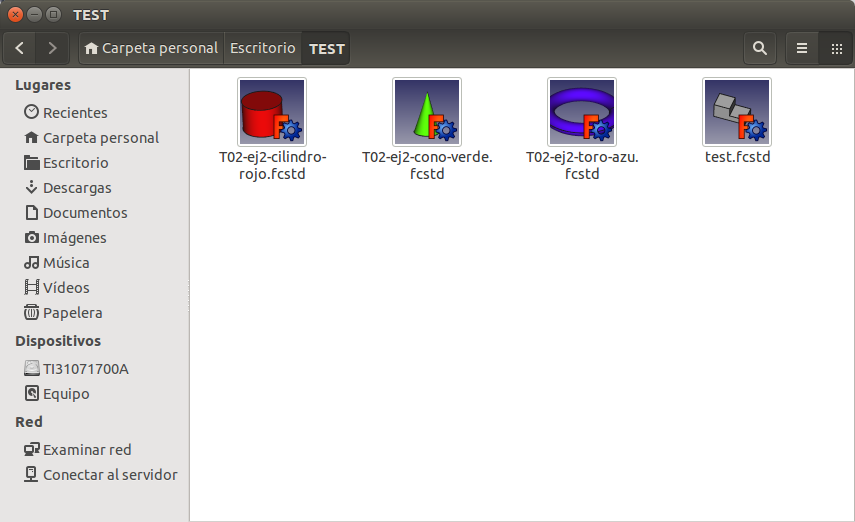 TEST
Carpeta personal
Escritorio
TEST
Lugares
Recientes
Carpeta personal
Escritorio
Descargas
Documentos
Imágenes
Música
Vídeos
Papelera
Dispositivos
TI31071700A
Equipo
Red
Examinar red
Conectar al servidor
T02-ej2-cilindro-
rojo.fcstd
T02-ej2-cono-verde.
fcstd
T02-ej2-toro-azu.
fcstd
test.fcstd